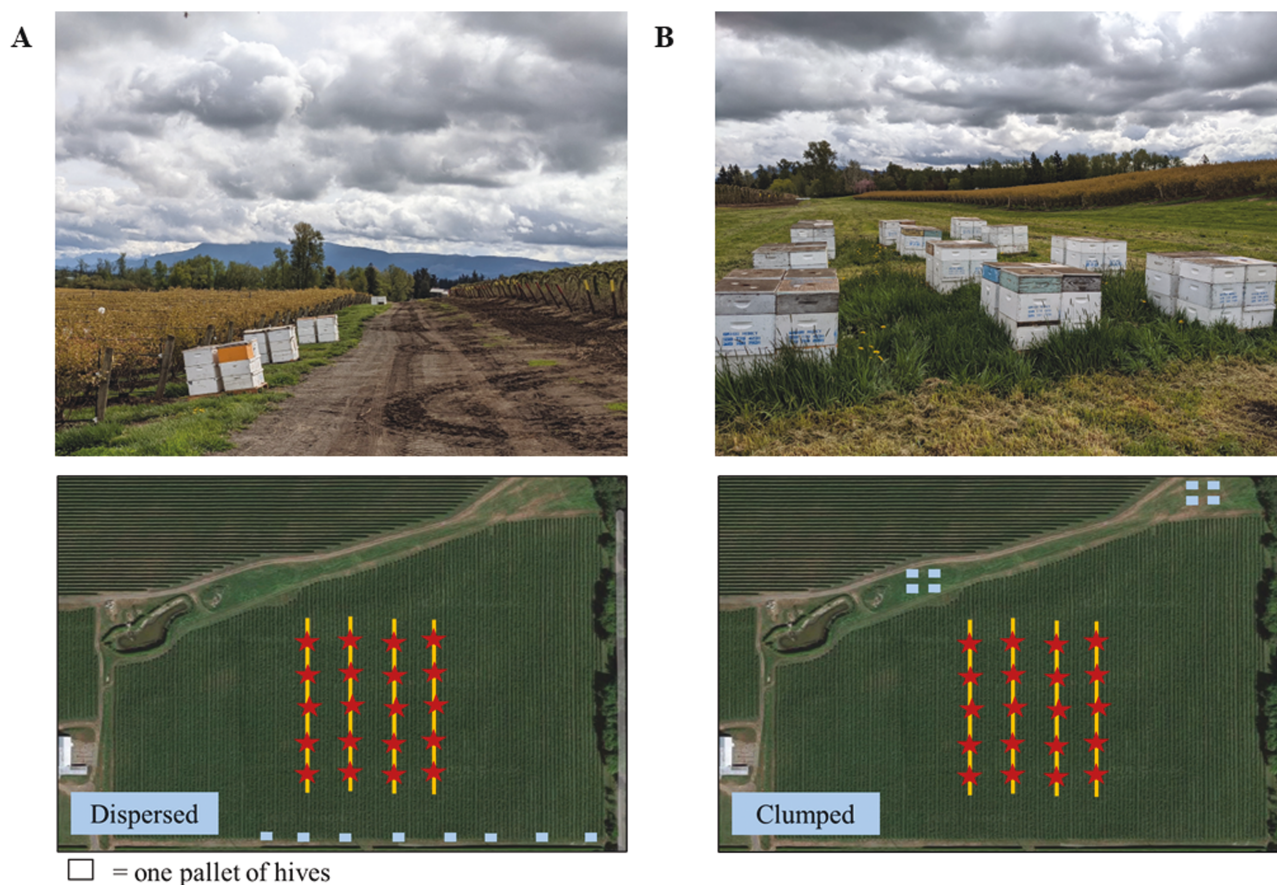 A
B
Dispersed
Clumped
= one pallet of hives